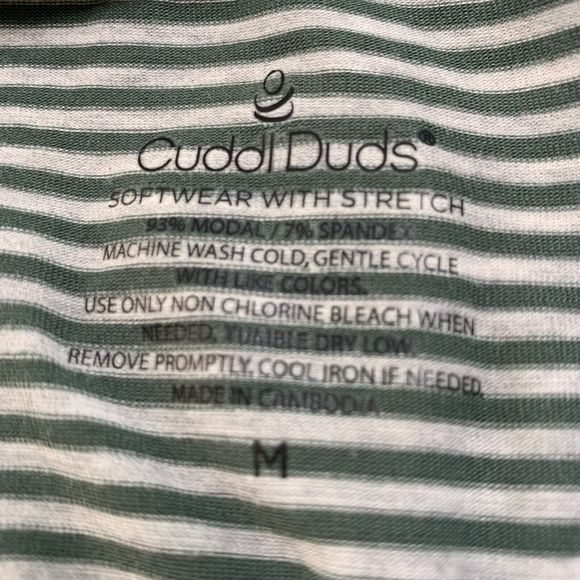 Cuddl Duds®
SOFTWEAR WITH STRETCH
93% MODAL / 7% SPANDEX
MACHINE WASH COLD, GENTLE CYCLE
WITH LIKE COLORS.
USE ONLY NON CHLORINE BLEACH WHEN
NEEDED, TUMBLE DRY LOW.
REMOVE PROMPTLY, COOL IRON IF NEEDED.
MADE IN CAMBODIA
M